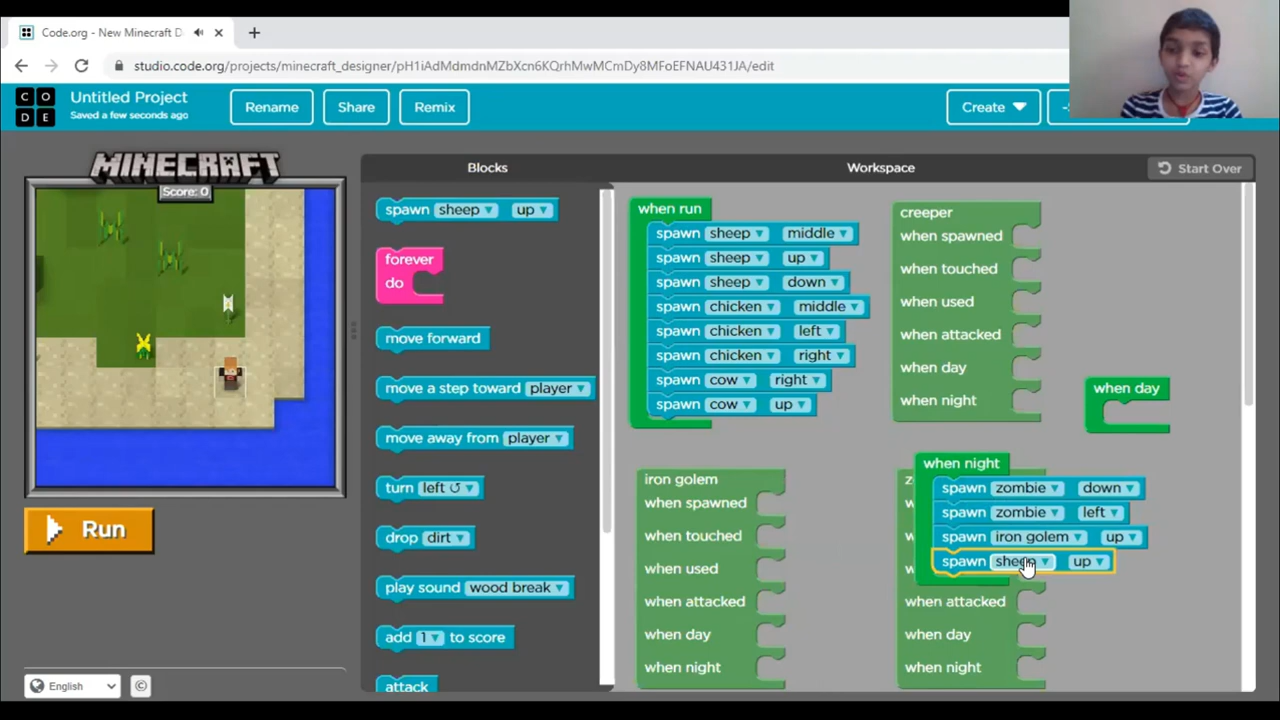 Code.org - New Minecraft D
studio.code.org/projects/minecraft_designer/pH1iAdMdmdnMZbXcn6KQrhMwMCmDy8MFoEFNAU431JA/edit
C O D E
Untitled Project
Saved a few seconds ago
Rename
Share
Remix
Create
MINECRAFT
Score: 0
Run
English
©
Blocks
spawn sheep up
forever
do
move forward
move a step toward player
move away from player
turn left
drop dirt
play sound wood break
add 1 to score
attack
Workspace
Start Over
when run
spawn sheep middle
spawn sheep up
spawn sheep down
spawn chicken middle
spawn chicken left
spawn chicken right
spawn cow right
spawn cow up
creeper
when spawned
when touched
when used
when attacked
when day
when night
when day
iron golem
when spawned
when touched
when used
when attacked
when day
when night
when night
spawn zombie down
spawn zombie left
spawn iron golem up
spawn sheep up
when attacked
when day
when night